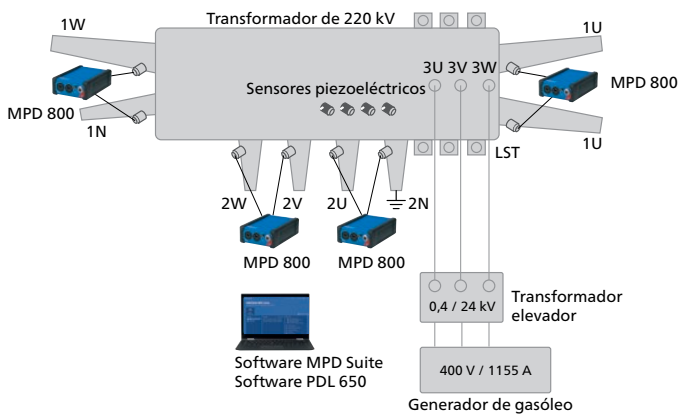 Transformador de 220 kV
1W
1U
3U 3V 3W
Sensores piezoeléctricos
MPD 800
MPD 800
1N
1U
LST
2W
2V
2U
2N
MPD 800
MPD 800
0,4 / 24 kV
Transformador
elevador
Software MPD Suite
Software PDL 650
400 V / 1155 A
Generador de gasóleo